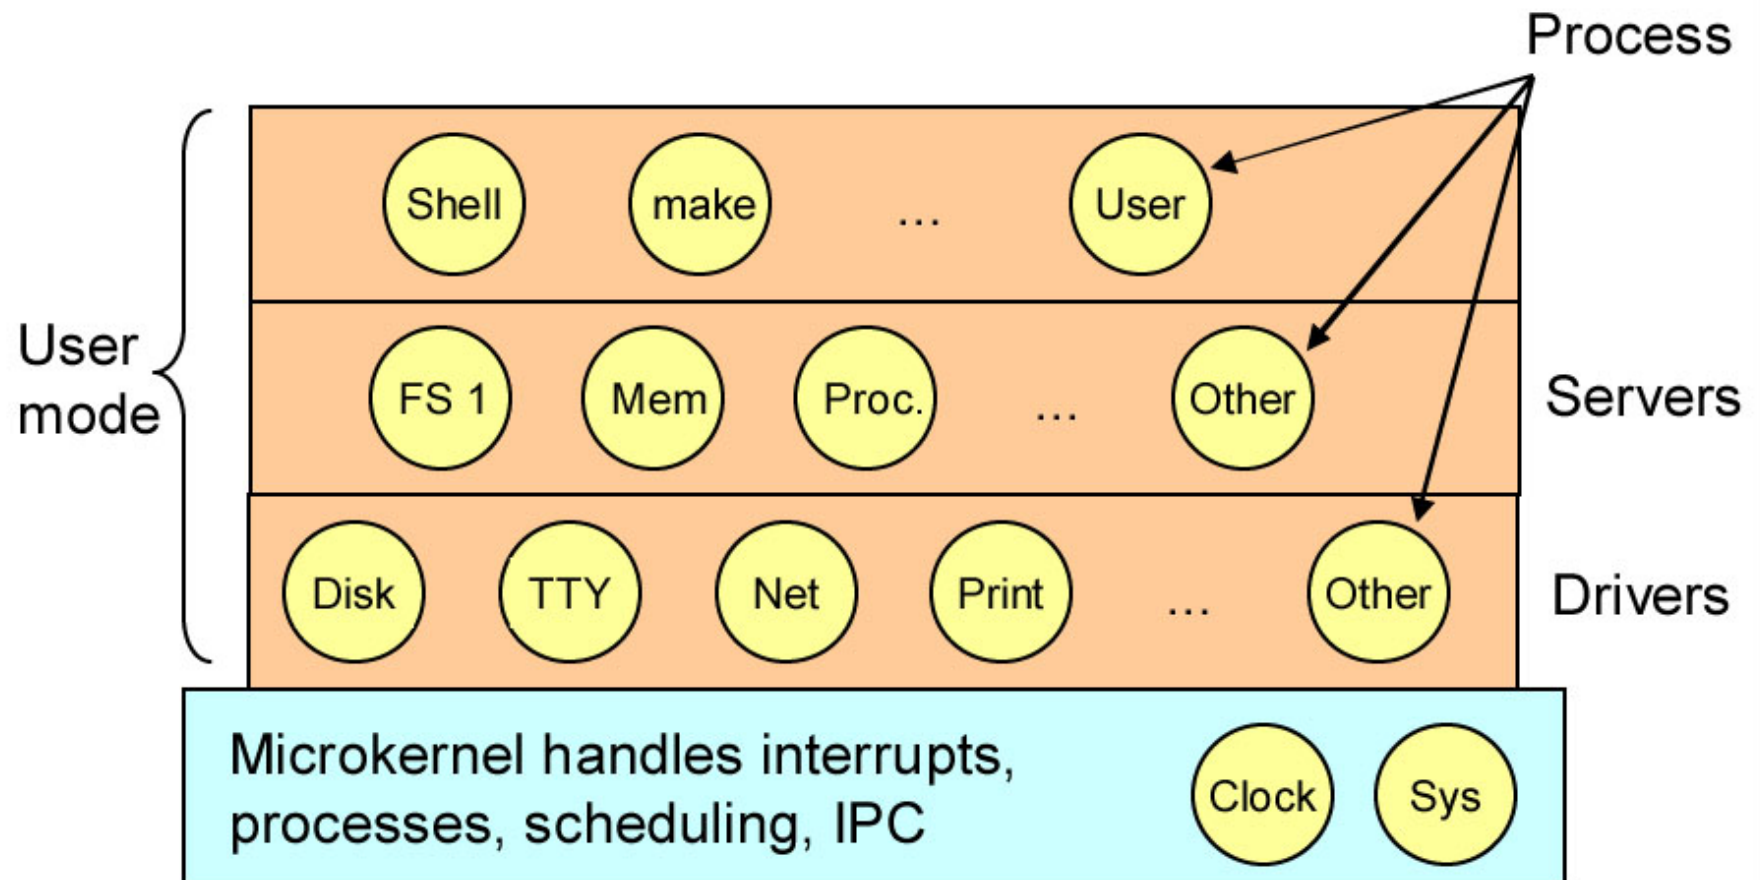 Process
Shell make ... User
User
mode
FS 1 Mem Proc. ... Other
Servers
Disk TTY Net Print ... Other
Drivers
Microkernel handles interrupts,
processes, scheduling, IPC
Clock Sys